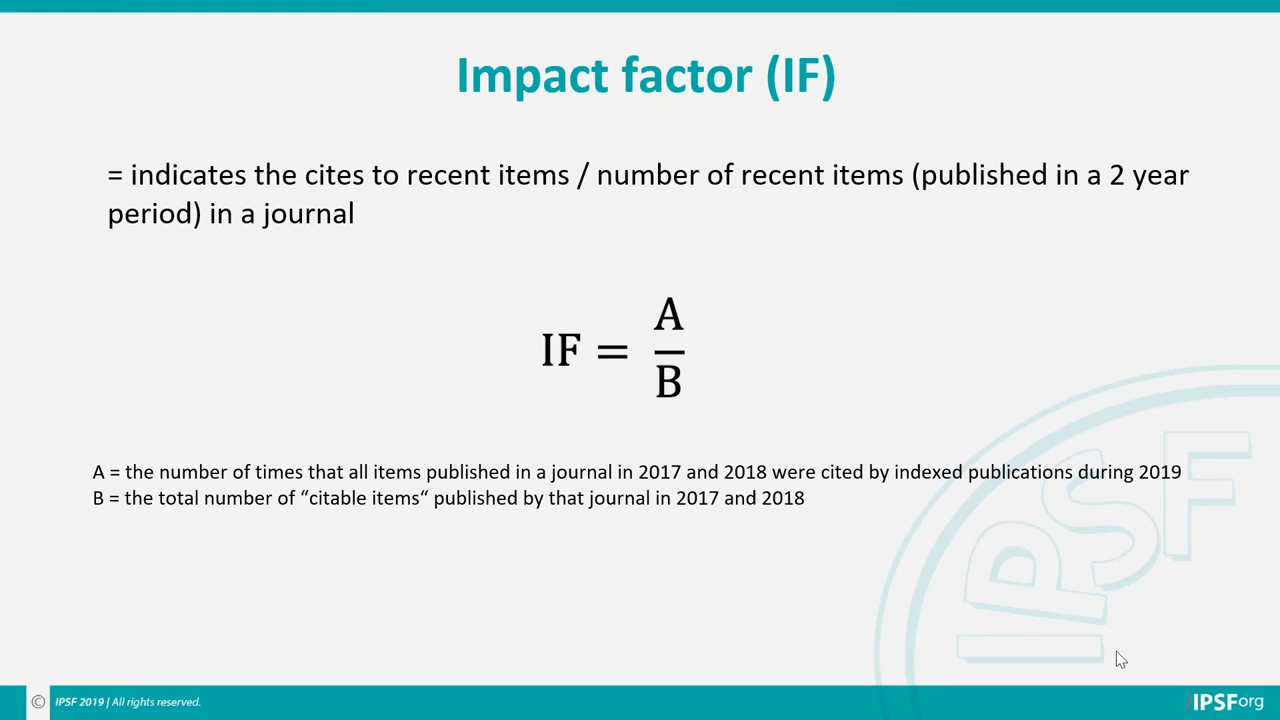 Impact factor (IF)
= indicates the cites to recent items / number of recent items (published in a 2 year
period) in a journal
IF = A
B
A = the number of times that all items published in a journal in 2017 and 2018 were cited by indexed publications during 2019
B = the total number of “citable items“ published by that journal in 2017 and 2018
IPSF
© IPSF 2019 | All rights reserved.
/IPSForg